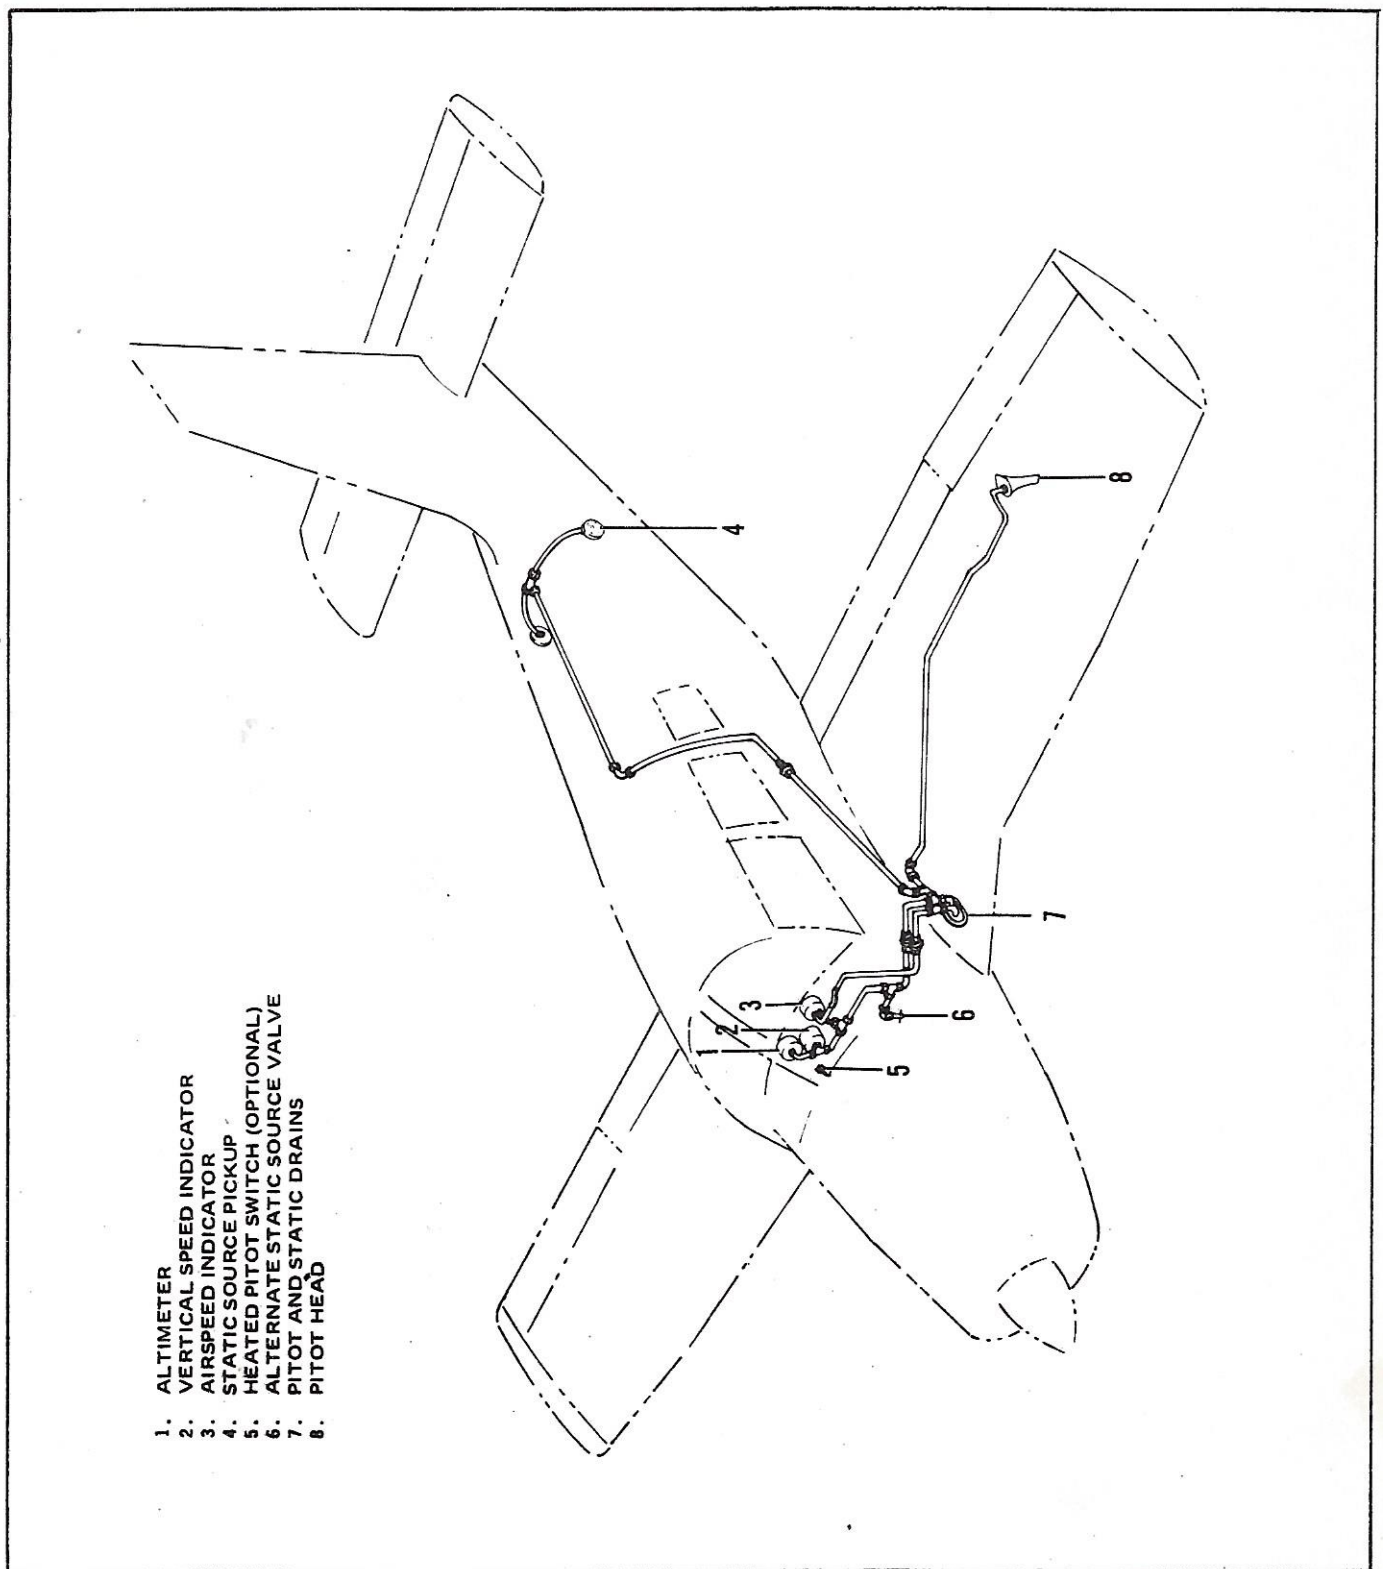 1. ALTIMETER
2. VERTICAL SPEED INDICATOR
3. AIRSPEED INDICATOR
4. STATIC SOURCE PICKUP
5. HEATED PITOT SWITCH (OPTIONAL)
6. ALTERNATE STATIC SOURCE VALVE
7. PITOT AND STATIC DRAINS
8. PITOT HEAD
1
2
3
4
5
6
7
8